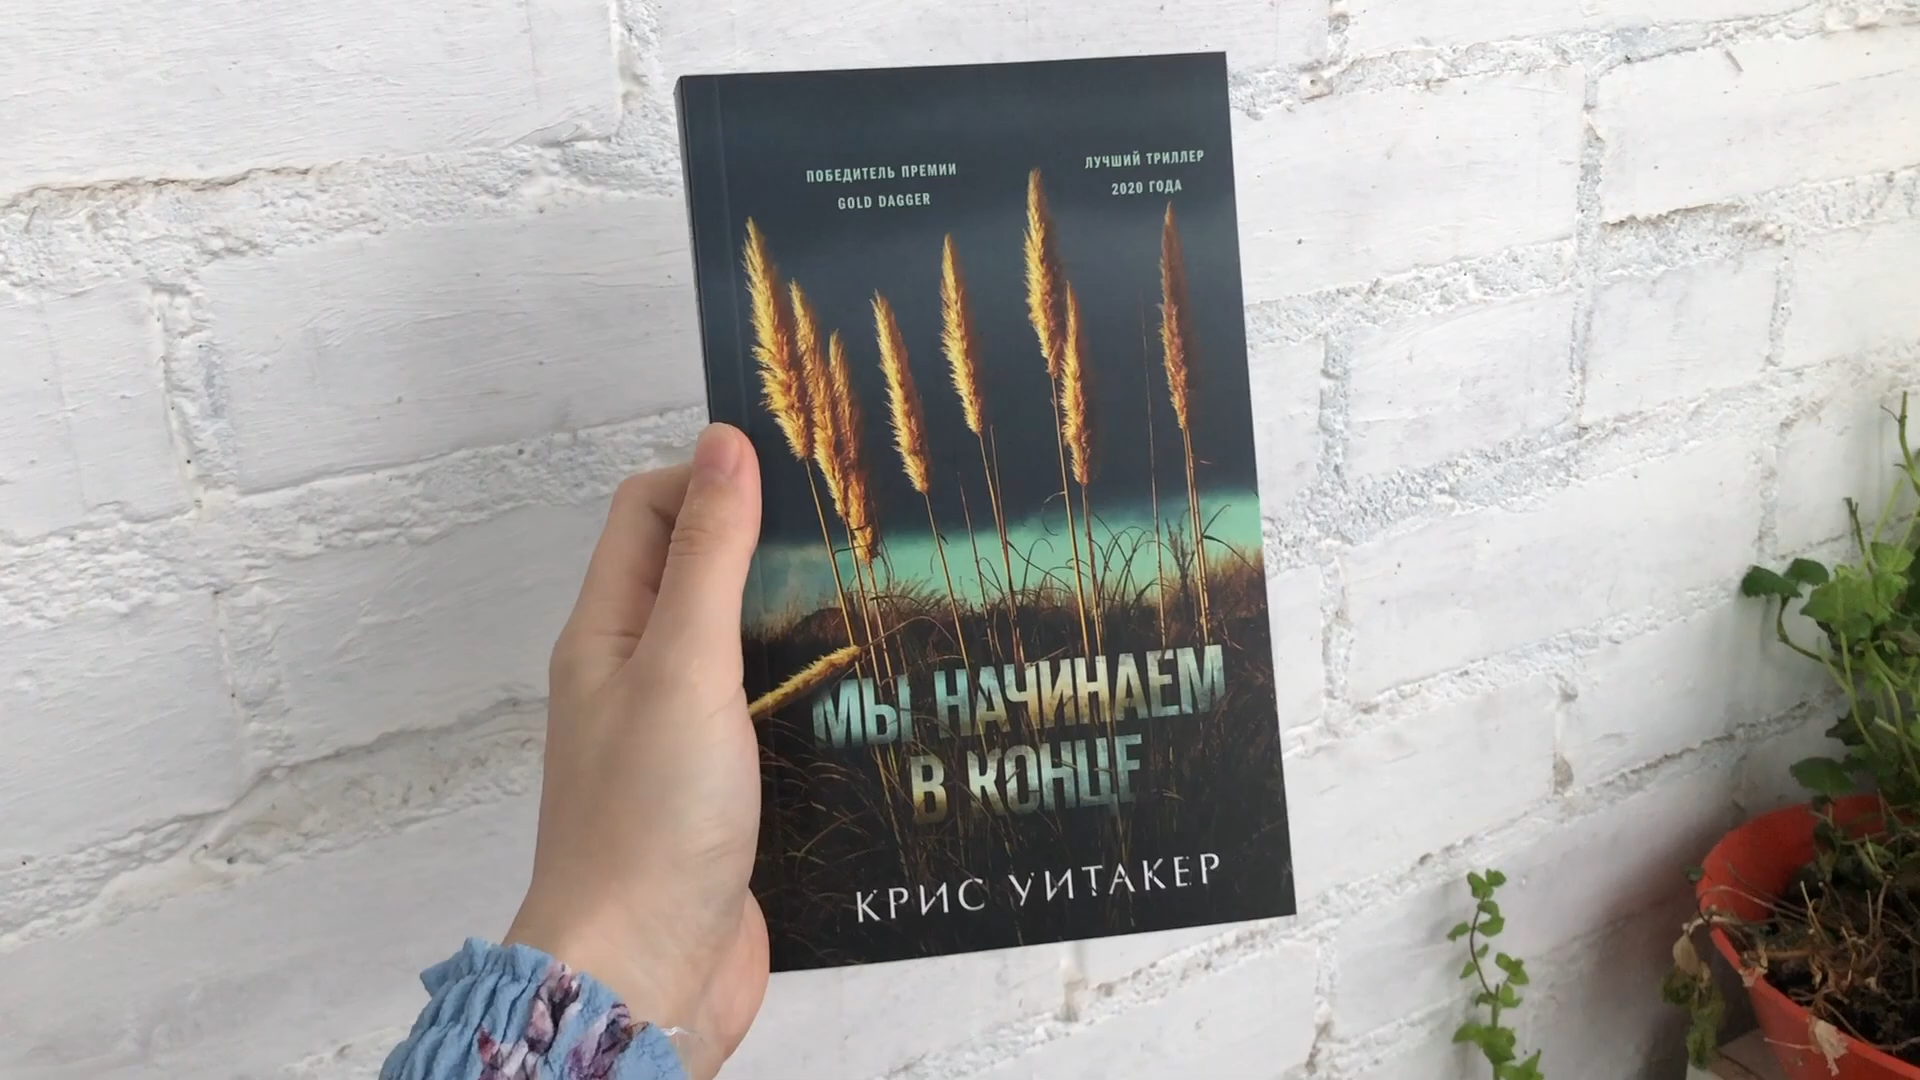 ПОБЕДИТЕЛЬ ПРЕМИИ
GOLD DAGGER
ЛУЧШИЙ ТРИЛЛЕР
2020 ГОДА
МЫ НАЧИНАЕМ
В КОНЦЕ
КРИС УИТАКЕР